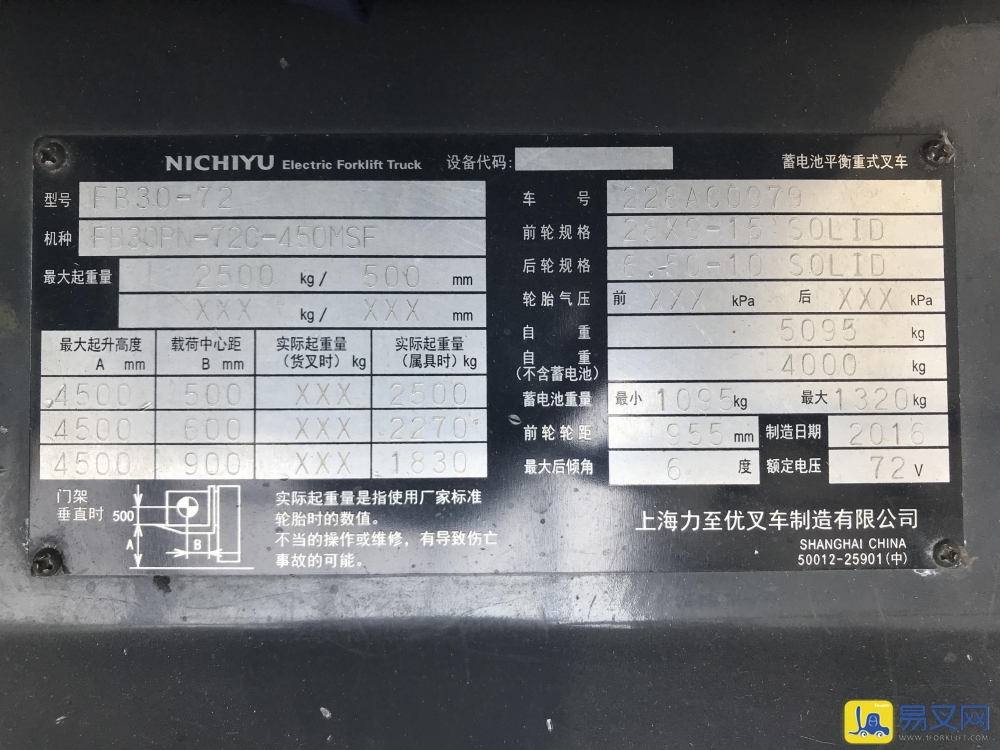 NICHIYU Electric Forklift Truck 设备代码: 蓄电池平衡重式叉车
型号 FB30-72
机种 FB30PN-72C-450MSF
最大起重量 2500 kg / 500 mm
XXX kg / XXX mm
最大起升高度 A mm 载荷中心距 B mm 实际起重量 (货叉时) kg 实际起重量 (属具时) kg
4500 500 XXX 2500
4500 600 XXX 2270
4500 900 XXX 1830
门架
垂直时 500
A
B
实际起重量是指使用厂家标准
轮胎时的数值。
不当的操作或维修，有导致伤亡
事故的可能。
车号 228AC0079
前轮规格 28X9-15 SOLID
后轮规格 6.50-10 SOLID
轮胎气压 前 XXX kPa 后 XXX kPa
自重 5095 kg
自重 (不含蓄电池) 4000 kg
蓄电池重量 最小 1095 kg 最大 1320 kg
前轮轮距 955 mm 制造日期 2016
最大后倾角 6 度 额定电压 72 V
上海力至优叉车制造有限公司
SHANGHAI CHINA
50012-25901(中)
易叉网
WWW.1FORKLIFT.COM